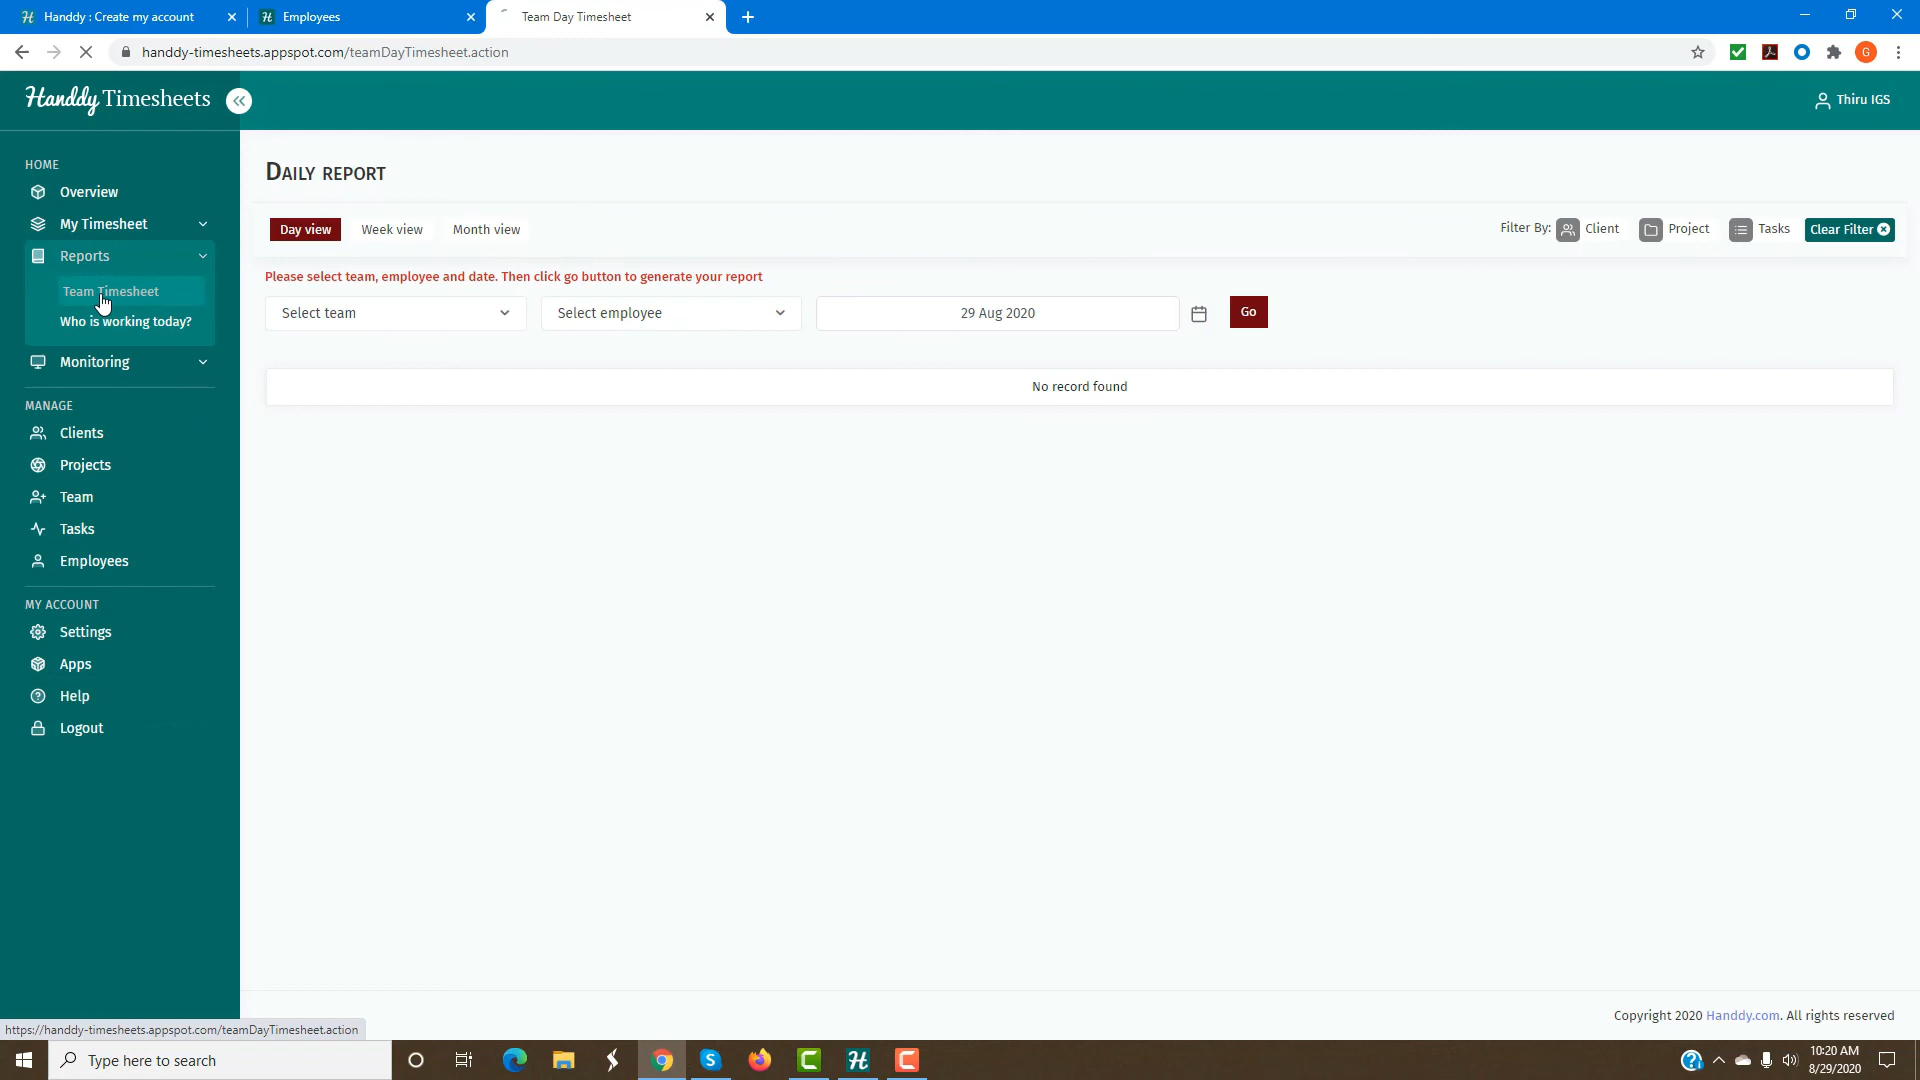 Handdy : Create my account
Employees
Team Day Timesheet
handdy-timesheets.appspot.com/teamDayTimesheet.action
G
Handdy Timesheets
Thiru IGS
HOME
Overview
My Timesheet
Reports
Team Timesheet
Who is working today?
Monitoring
MANAGE
Clients
Projects
Team
Tasks
Employees
MY ACCOUNT
Settings
Apps
Help
Logout
DAILY REPORT
Day view Week view Month view
Filter By: Client Project Tasks Clear Filter
Please select team, employee and date. Then click go button to generate your report
Select team Select employee 29 Aug 2020 Go
No record found
Copyright 2020 Handdy.com. All rights reserved
https://handdy-timesheets.appspot.com/teamDayTimesheet.action
Type here to search
10:20 AM
8/29/2020